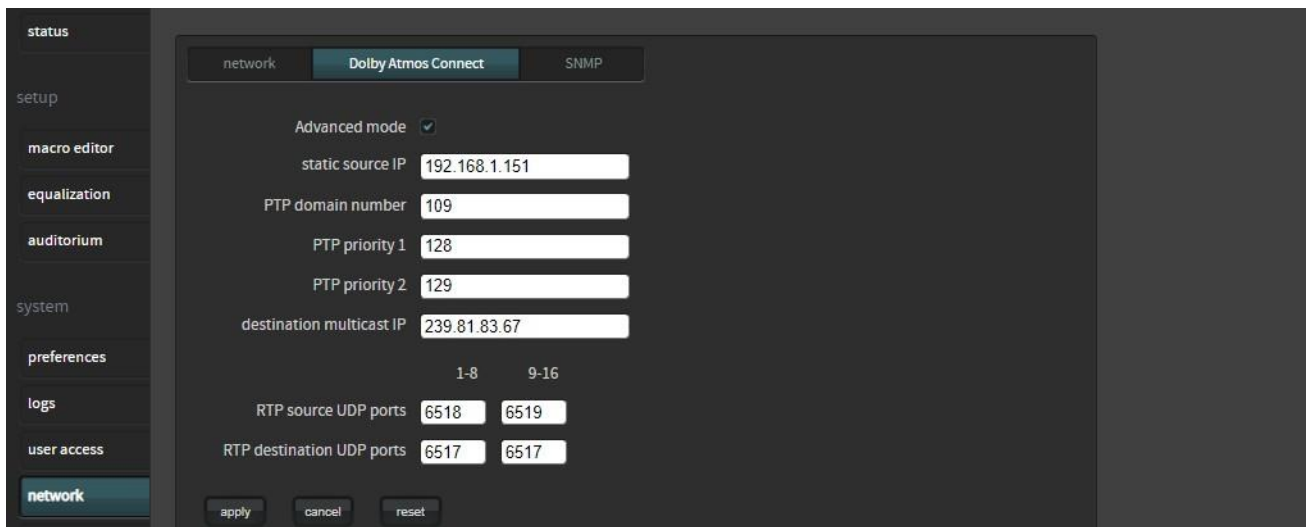 status
setup
macro editor
equalization
auditorium
system
preferences
logs
user access
network
network Dolby Atmos Connect SNMP
Advanced mode
static source IP 192.168.1.151
PTP domain number 109
PTP priority 1 128
PTP priority 2 129
destination multicast IP 239.81.83.67
1-8 9-16
RTP source UDP ports 6518 6519
RTP destination UDP ports 6517 6517
apply cancel reset